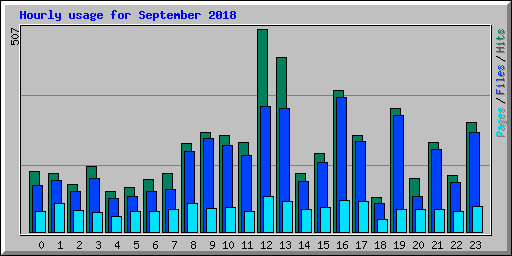 Hourly usage for September 2018
507
Pages/Files/Hits
0 1 2 3 4 5 6 7 8 9 10 11 12 13 14 15 16 17 18 19 20 21 22 23